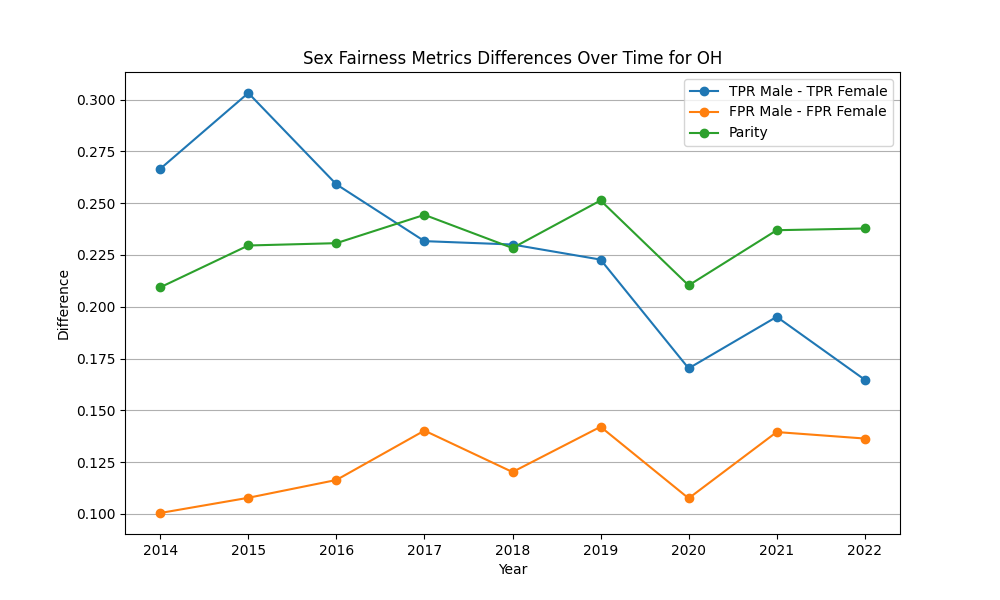 Sex Fairness Metrics Differences Over Time for OH
TPR Male - TPR Female
FPR Male - FPR Female
Parity
0.300
0.275
0.250
0.225
0.200
0.175
0.150
0.125
0.100
Difference
2014 2015 2016 2017 2018 2019 2020 2021 2022
Year